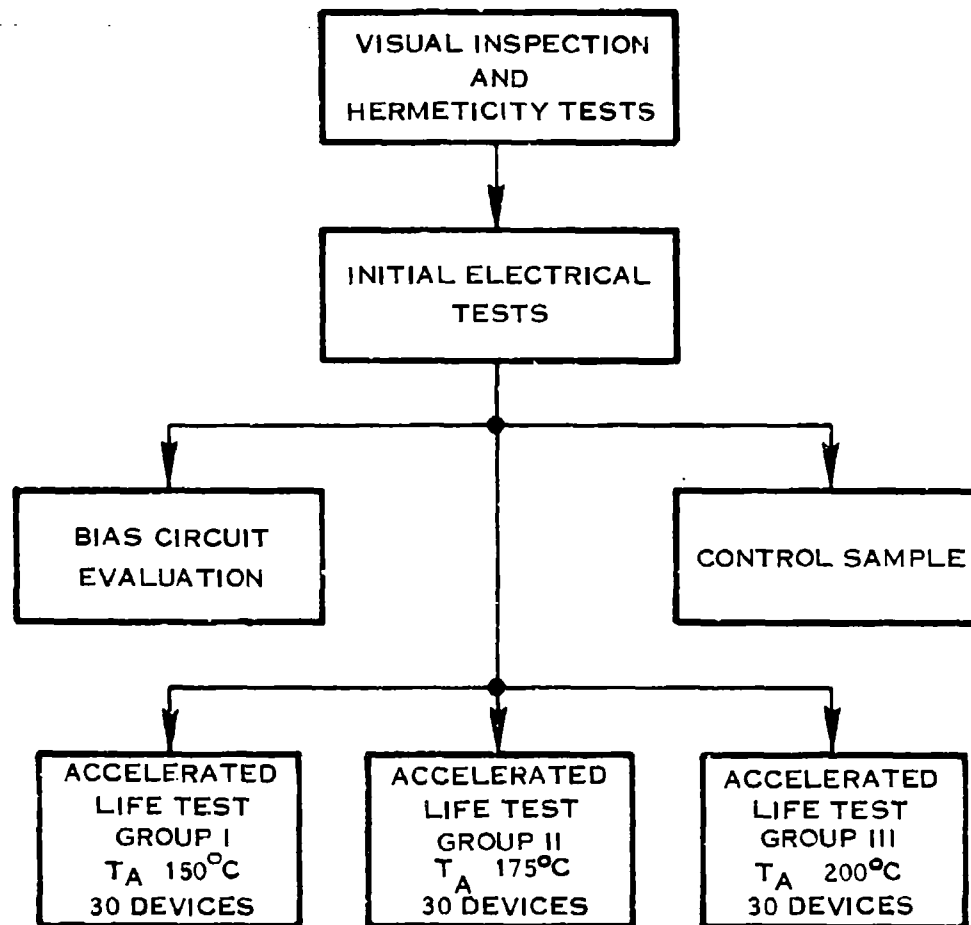 VISUAL INSPECTION
AND
HERMETICITY TESTS
INITIAL ELECTRICAL
TESTS
BIAS CIRCUIT
EVALUATION
CONTROL SAMPLE
ACCELERATED
LIFE TEST
GROUP I
TA 150°C
30 DEVICES
ACCELERATED
LIFE TEST
GROUP II
TA 175°C
30 DEVICES
ACCELERATED
LIFE TEST
GROUP III
TA 200°C
30 DEVICES